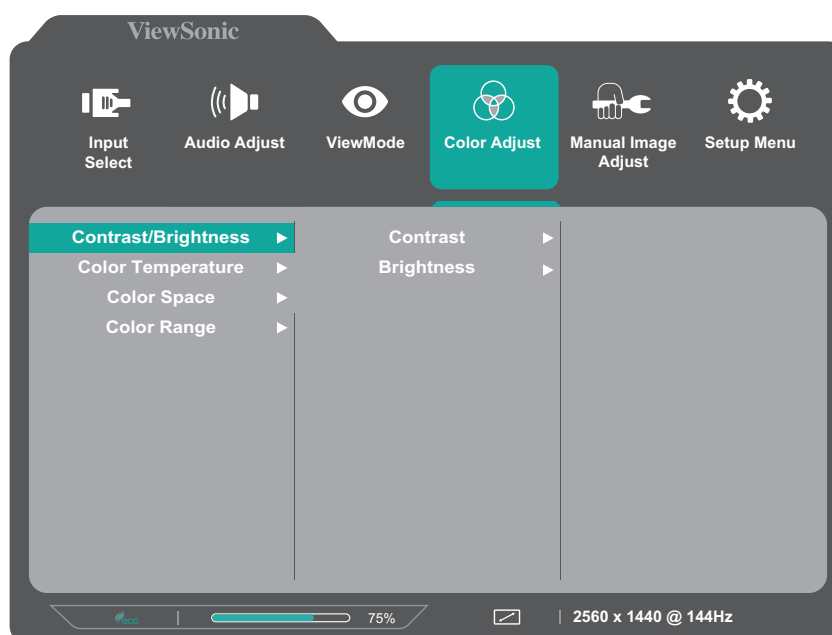 ViewSonic
Input
Select
Audio Adjust
ViewMode
Color Adjust
Manual Image
Adjust
Setup Menu
Contrast/Brightness
Color Temperature
Color Space
Color Range
Contrast
Brightness
eco
75%
2560 x 1440 @ 144Hz